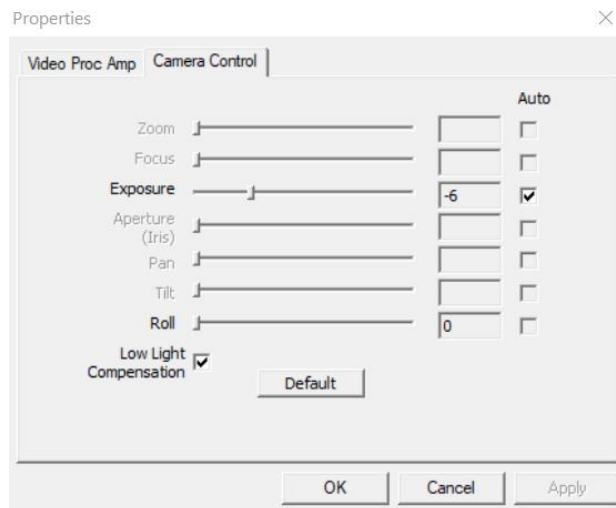 Properties
Video Proc Amp
Camera Control
Auto
Zoom
Focus
Exposure
-6
Aperture
(Iris)
Pan
Tilt
Roll
0
Low Light
Compensation
Default
OK
Cancel
Apply